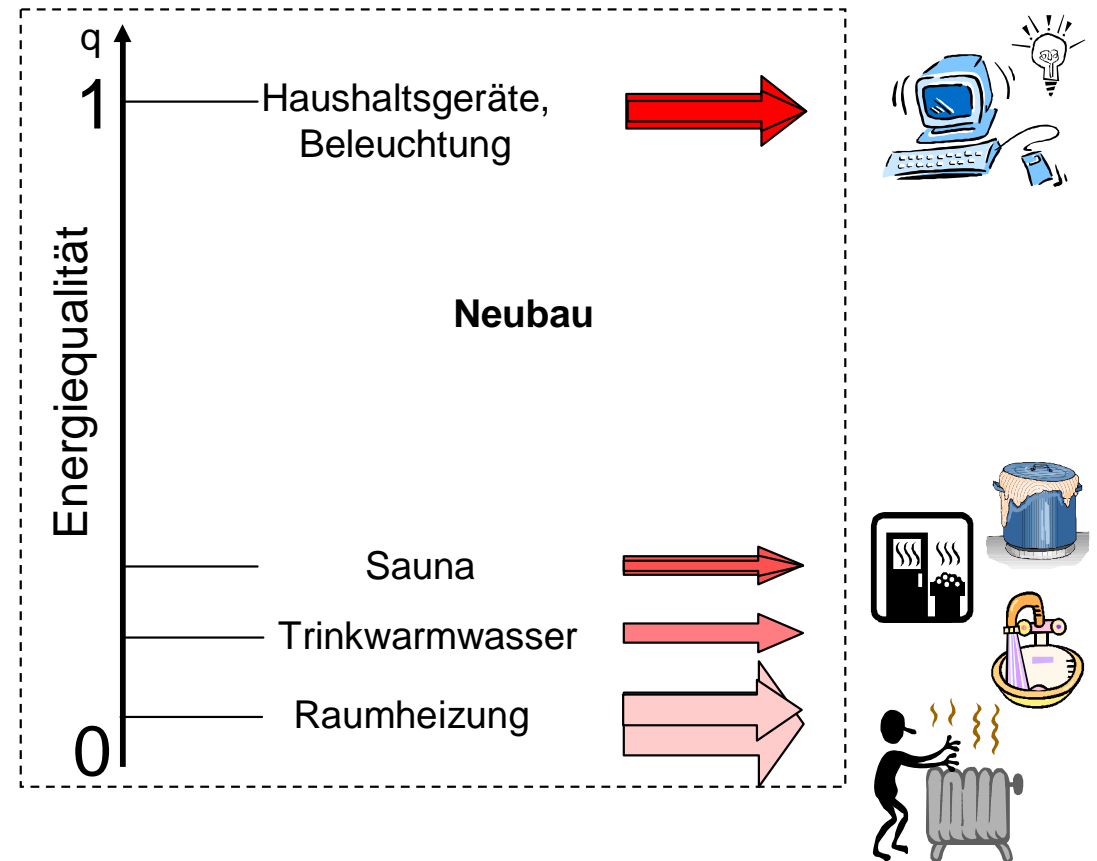 q
1
Haushaltsgeräte,
Beleuchtung
Energiequalität
Neubau
Sauna
Trinkwarmwasser
Raumheizung
0